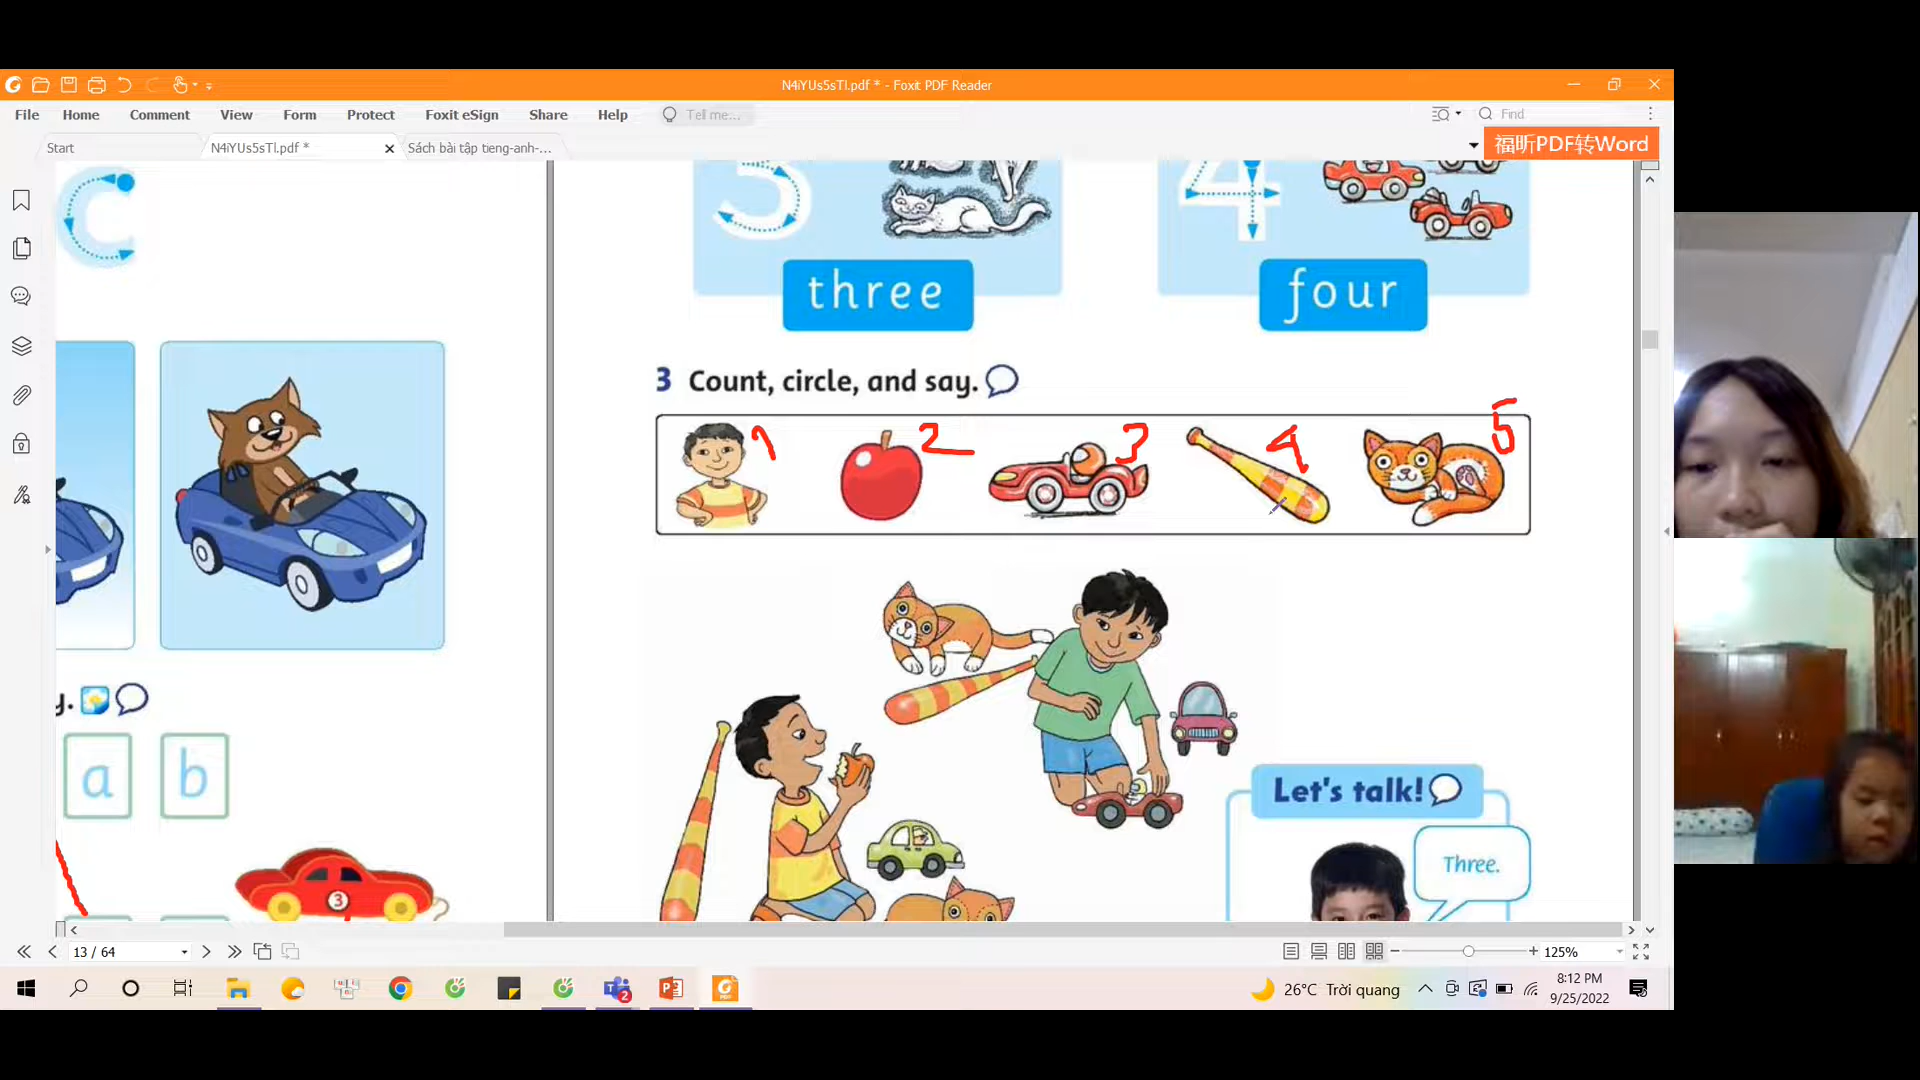 N4iYUs5sTl.pdf * - Foxit PDF Reader
File Home Comment View Form Protect Foxit eSign Share Help Tell me... Find
Start N4iYUs5sTl.pdf * Sách bài tập tieng-anh-...
福昕PDF转Word
c
3 4
three four
3 Count, circle, and say.
1 2 3 4 5
y.
a b
3
Let's talk!
Three.
13 / 64 125%
2
26°C Trời quang
8:12 PM
9/25/2022